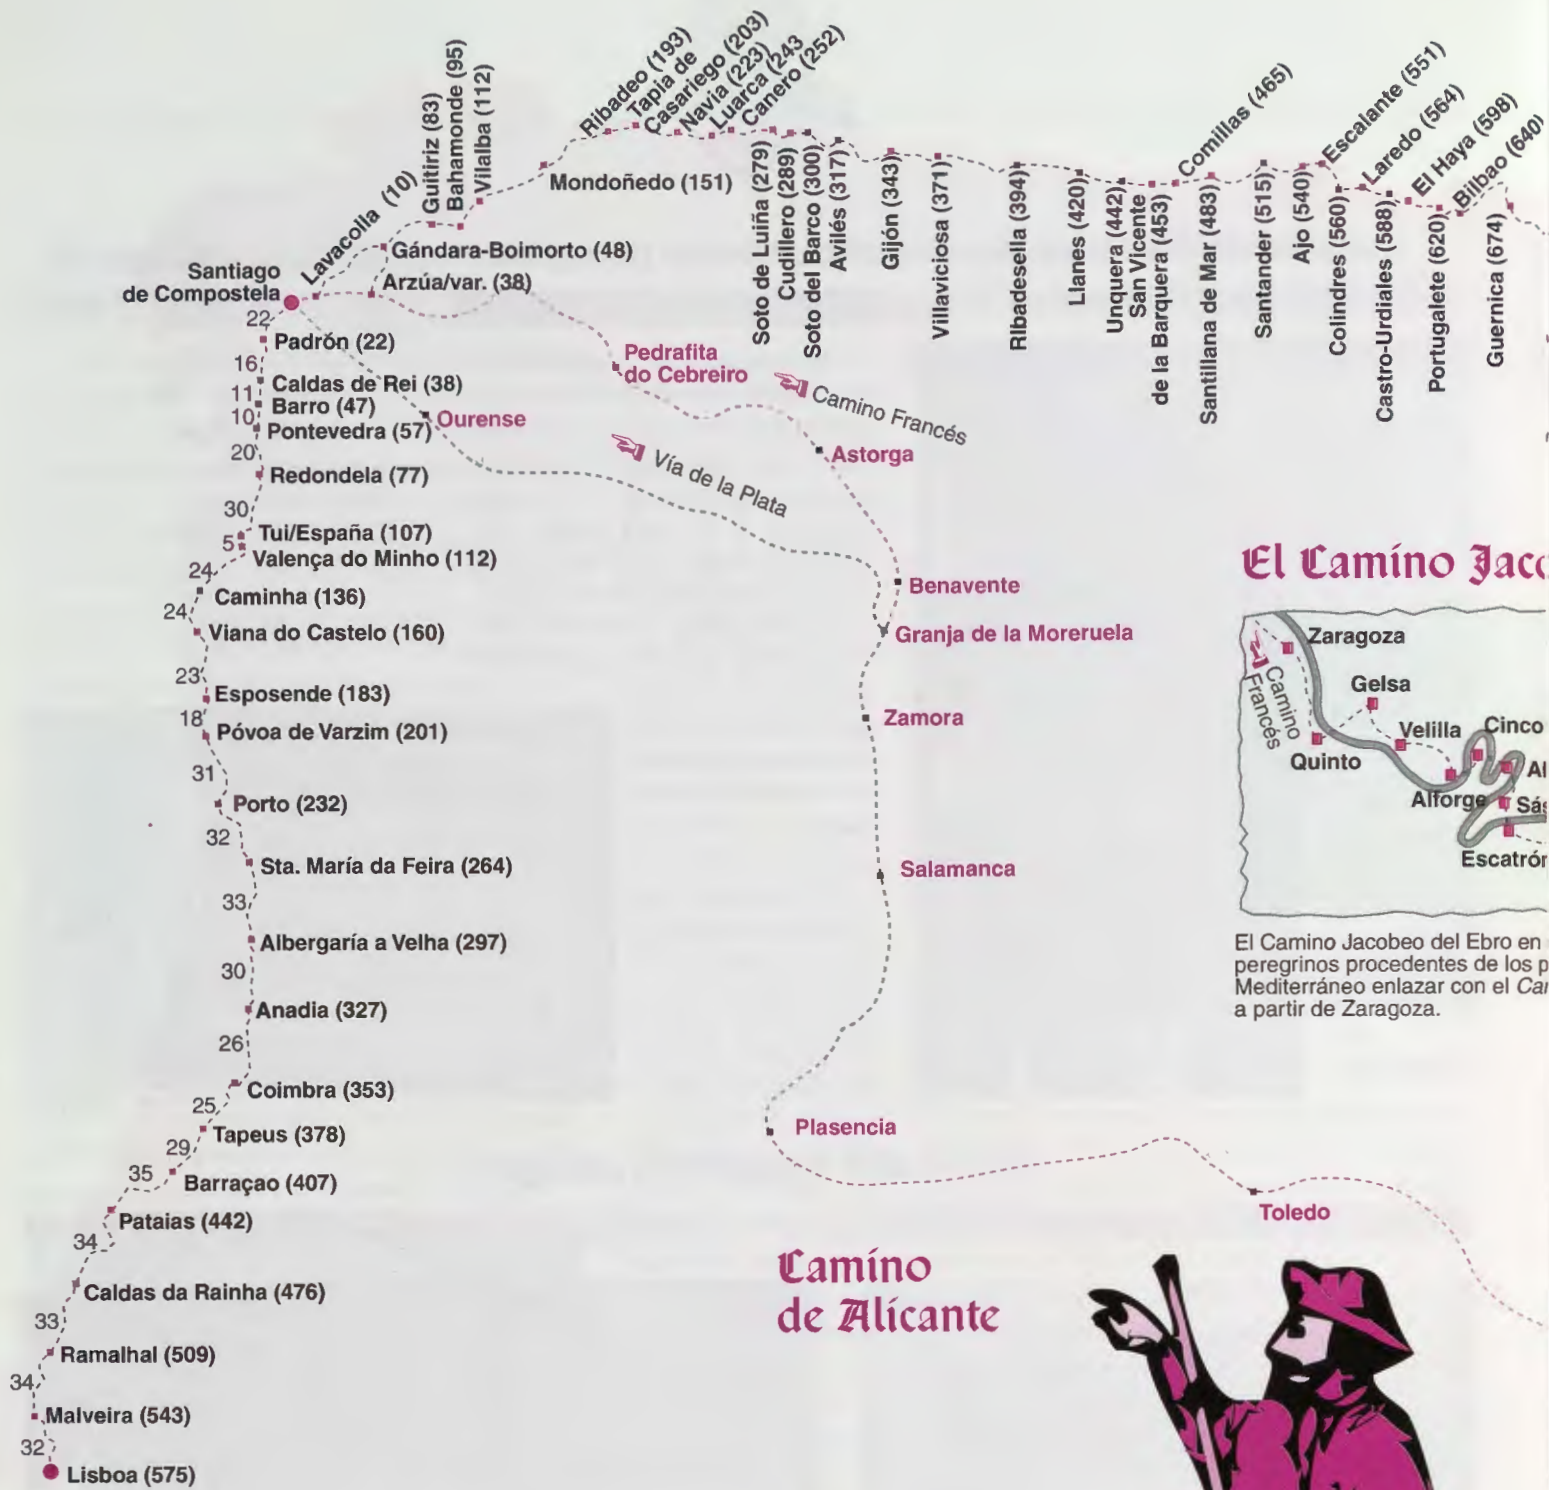 Lavacolla (10)
Guitiriz (83)
Bahamonde (95)
Vilalba (112)
Mondoñedo (151)
Ribadeo (193)
Tapia de
Casariego (203)
Navia (223)
Luarca (243
Canero (252)
Soto de Luiña (279)
Cudillero (289)
Soto del Barco (300)
Avilés (317)
Gijón (343)
Villaviciosa (371)
Ribadesella (394)
Llanes (420)
Unquera (442)
San Vicente
de la Barquera (453)
Comillas (465)
Santillana de Mar (483)
Santander (515)
Ajo (540)
Escalante (551)
Colindres (560)
Laredo (564)
Castro-Urdiales (588)
El Haya (598)
Portugalete (620)
Bilbao (640)
Guernica (674)
Gándara-Boimorto (48)
Arzúa/var. (38)
Santiago
de Compostela
22
Padrón (22)
16
Caldas de Rei (38)
11
Barro (47)
10
Pontevedra (57)
20
Redondela (77)
30
Tui/España (107)
5
Valença do Minho (112)
24
Caminha (136)
24
Viana do Castelo (160)
23
Esposende (183)
18
Póvoa de Varzim (201)
31
Porto (232)
32
Sta. María da Feira (264)
33
Albergaría a Velha (297)
30
Anadia (327)
26
Coimbra (353)
25
Tapeus (378)
29
Barraçao (407)
35
Pataias (442)
34
Caldas da Rainha (476)
33
Ramalhal (509)
34
Malveira (543)
32
Lisboa (575)
Pedrafita
do Cebreiro
Camino Francés
Ourense
Vía de la Plata
Astorga
Benavente
Granja de la Moreruela
Zamora
Salamanca
Plasencia
Toledo
Camino
de Alicante
El Camino Jaco
Zaragoza
Camino
Francés
Gelsa
Velilla
Cinco
Quinto
Al
Alforge
Sás
Escatrón
El Camino Jacobeo del Ebro en
peregrinos procedentes de los p
Mediterráneo enlazar con el Cam
a partir de Zaragoza.